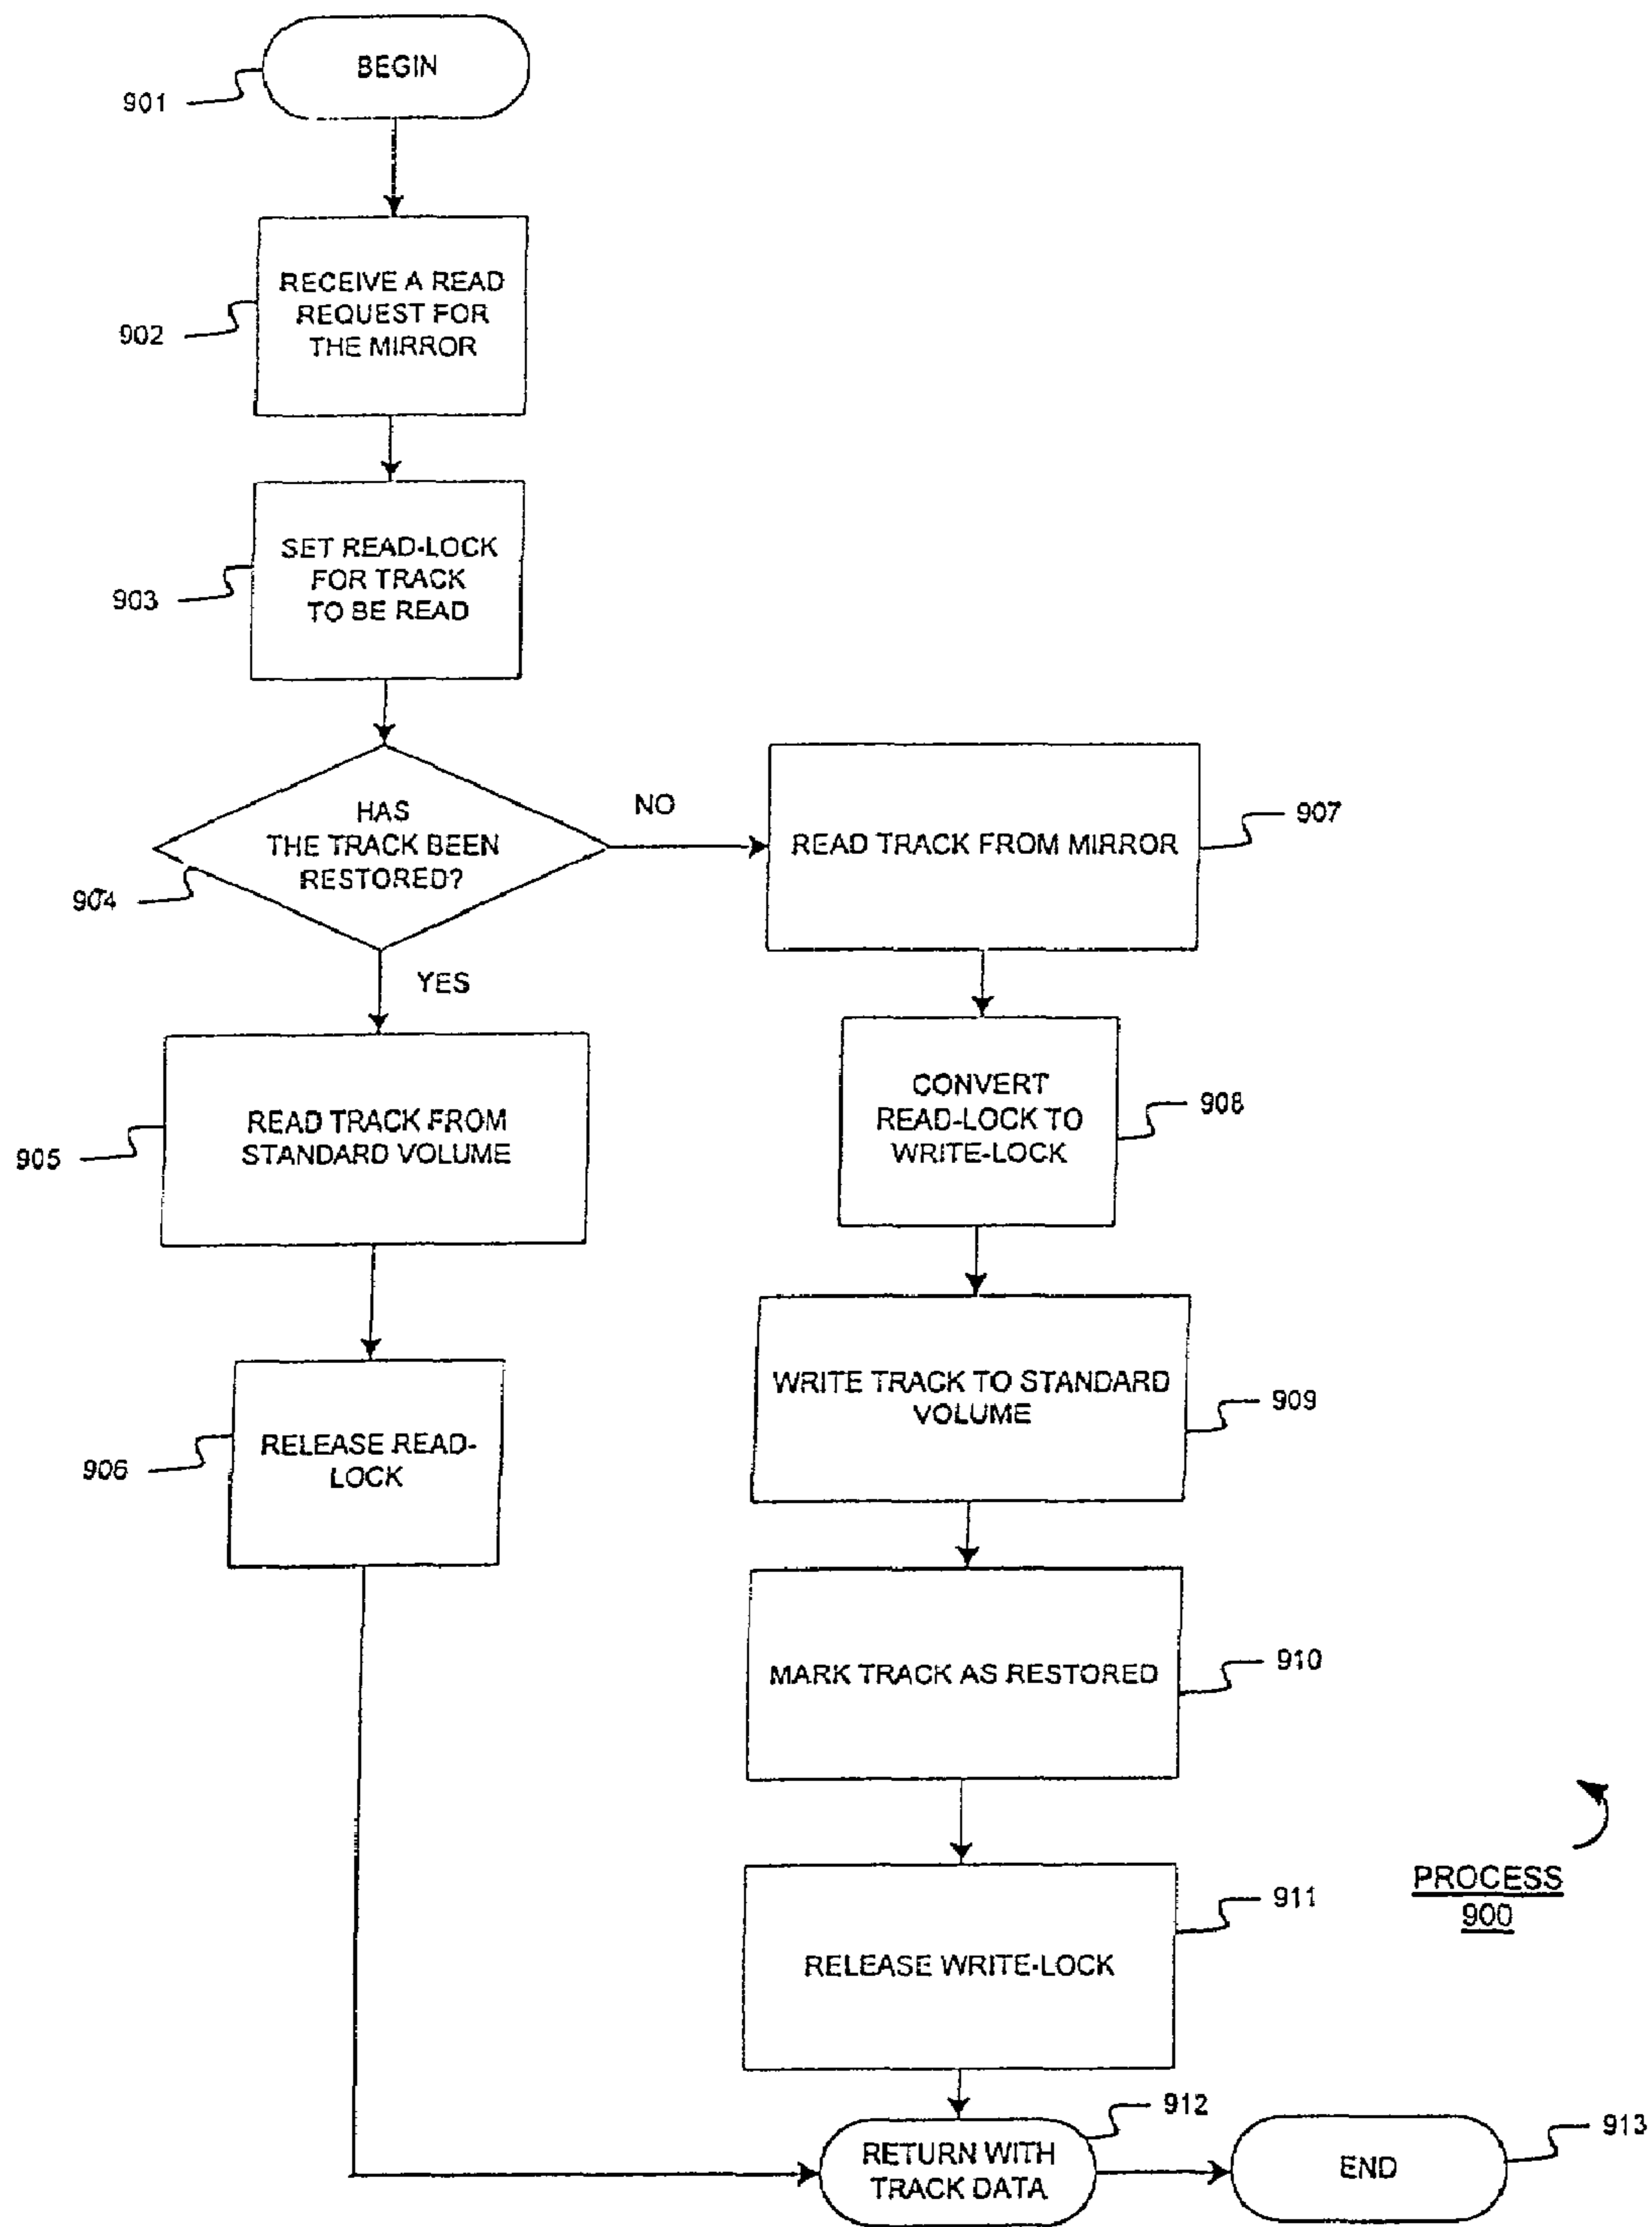 BEGIN
901
RECEIVE A READ
REQUEST FOR
THE MIRROR
902
SET READ-LOCK
FOR TRACK
TO BE READ
903
HAS
THE TRACK BEEN
RESTORED?
904
NO
YES
READ TRACK FROM MIRROR
907
READ TRACK FROM
STANDARD VOLUME
905
CONVERT
READ-LOCK TO
WRITE-LOCK
908
WRITE TRACK TO STANDARD
VOLUME
909
RELEASE READ-
LOCK
906
MARK TRACK AS RESTORED
910
RELEASE WRITE-LOCK
911
PROCESS
900
RETURN WITH
TRACK DATA
912
END
913